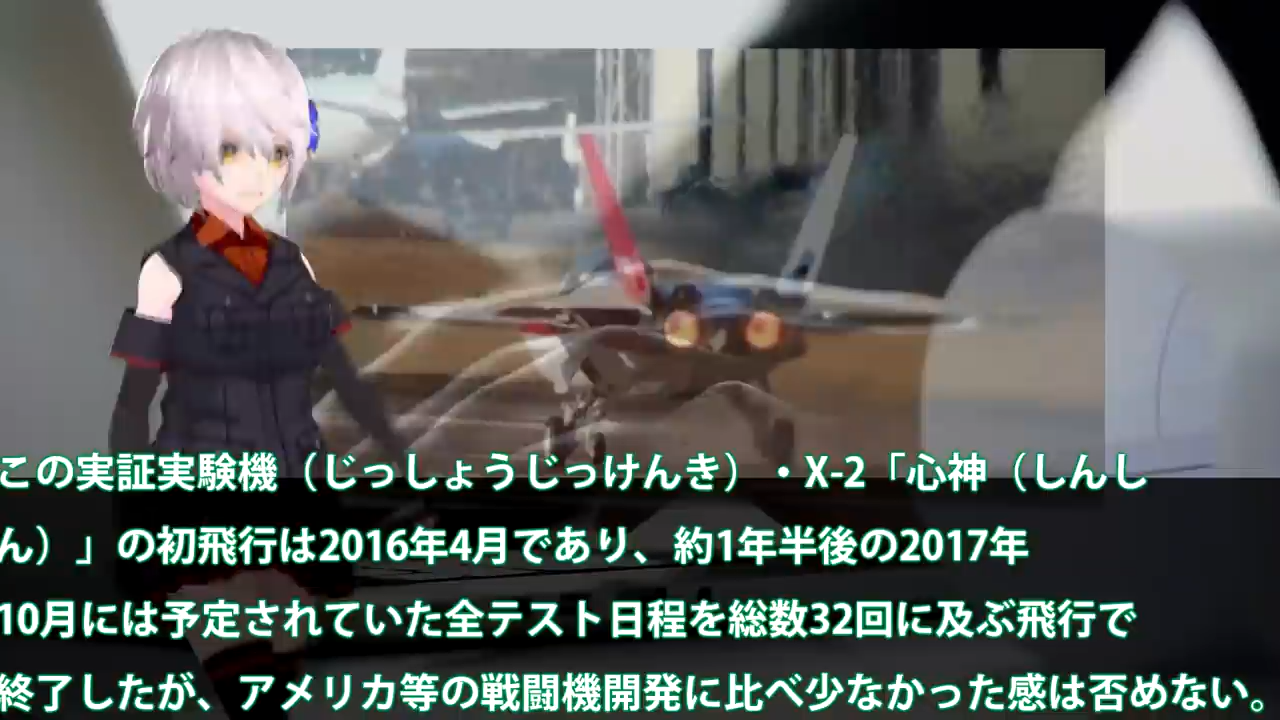 この実証実験機（じっしょうじっけんき）・X-2「心神（しんし
ん）」の初飛行は2016年4月であり、約1年半後の2017年
10月には予定されていた全テスト日程を総数32回に及ぶ飛行で
終了したが、アメリカ等の戦闘機開発に比べ少なかった感は否めない。